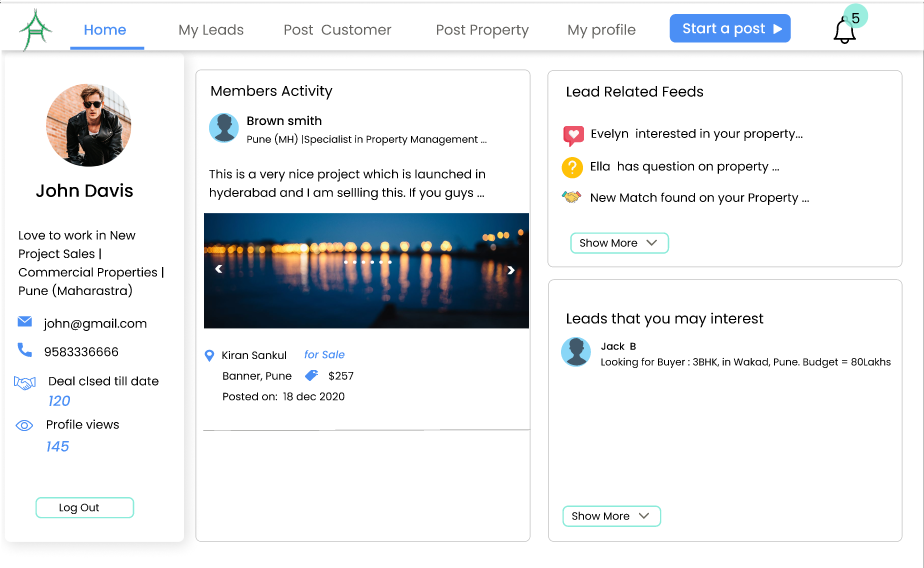 Home
My Leads
Post Customer
Post Property
My profile
Start a post
5
John Davis
Love to work in New
Project Sales |
Commercial Properties |
Pune (Maharastra)
john@gmail.com
9583336666
Deal clsed till date
120
Profile views
145
Log Out
Members Activity
Brown smith
Pune (MH) |Specialist in Property Management ...
This is a very nice project which is launched in
hyderabad and I am sellling this. If you guys ...
Kiran Sankul for Sale
Banner, Pune $257
Posted on: 18 dec 2020
Lead Related Feeds
Evelyn interested in your property...
Ella has question on property ...
New Match found on your Property ...
Show More
Leads that you may interest
Jack B
Looking for Buyer : 3BHK, in Wakad, Pune. Budget = 80Lakhs
Show More